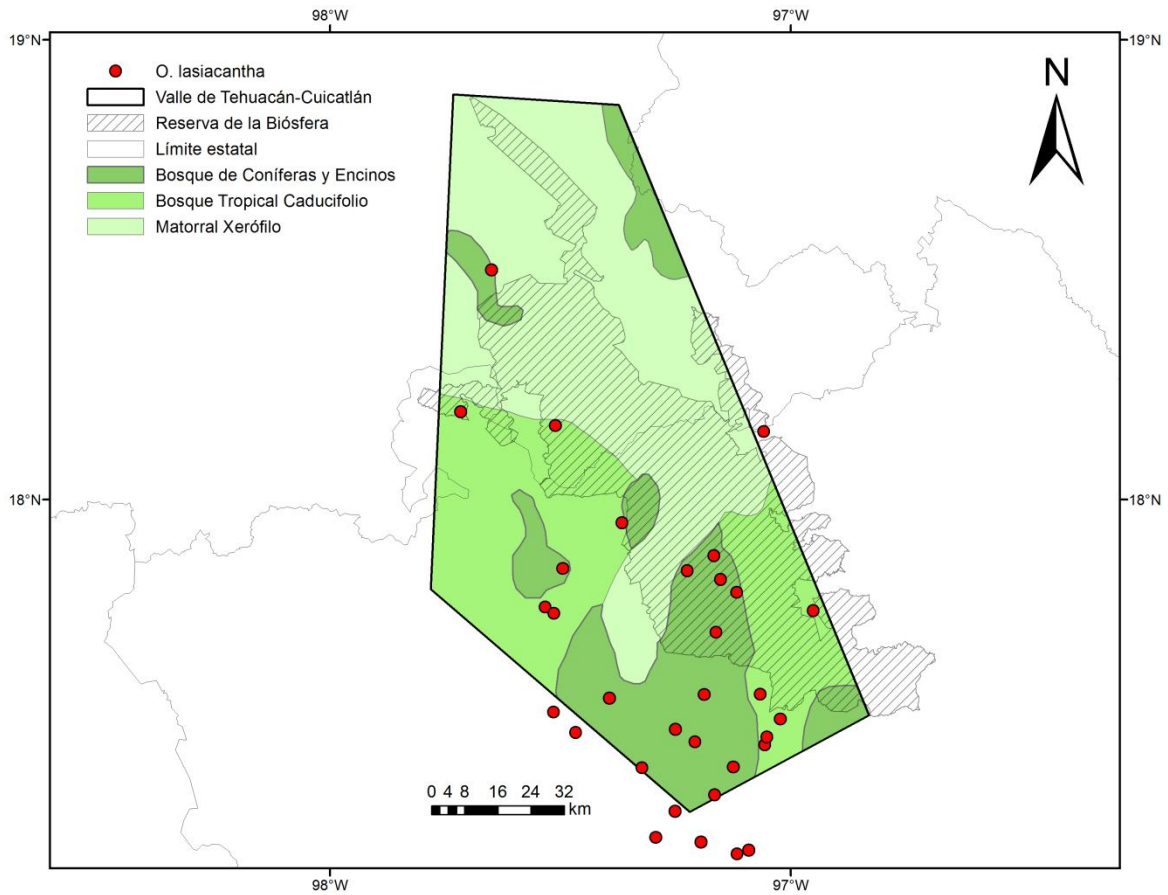 98°W 97°W
19°N 19°N
O. lasiacantha
Valle de Tehuacán-Cuicatlán
Reserva de la Biósfera
Límite estatal
Bosque de Coníferas y Encinos
Bosque Tropical Caducifolio
Matorral Xerófilo
N
18°N 18°N
0 4 8 16 24 32
km
98°W 97°W